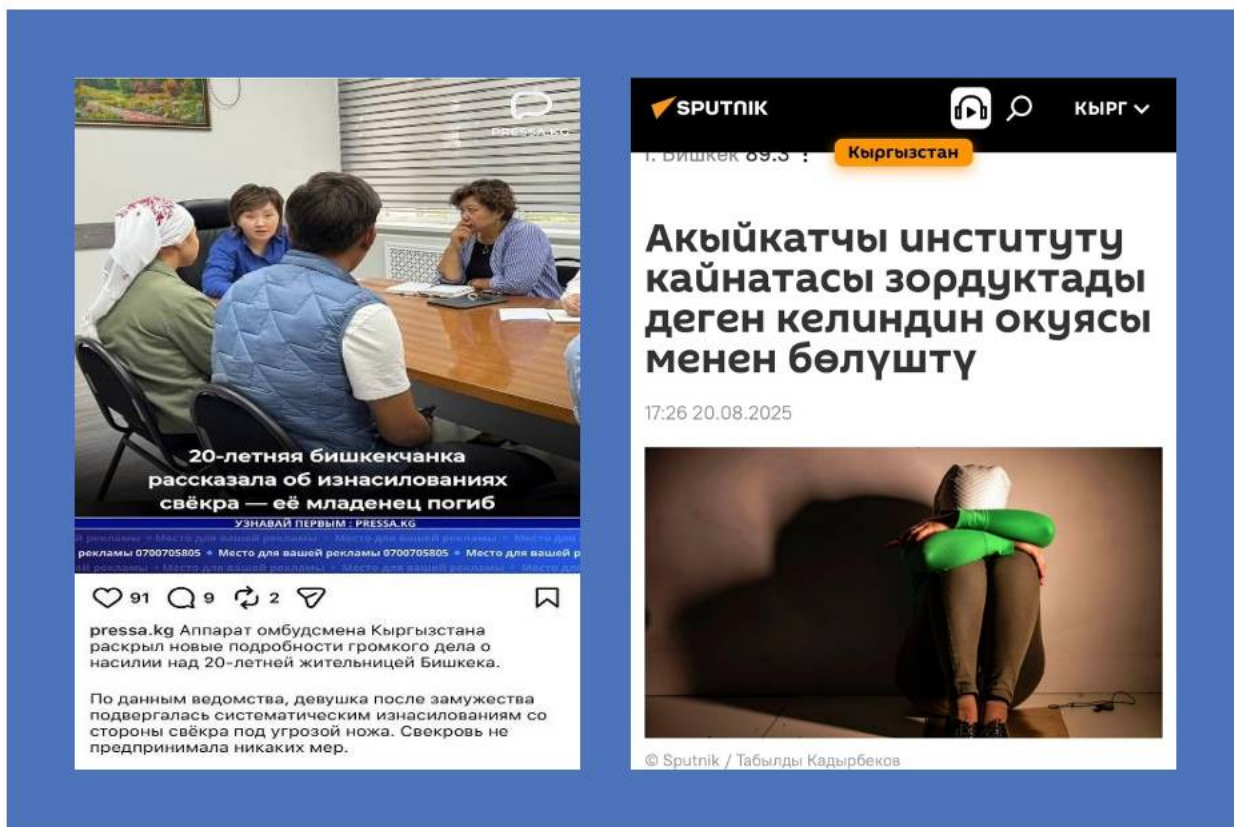 PRESSA.KG
20-летняя бишкекчанка
рассказала об изнасилованиях
свёкра — её младенец погиб
УЗНАВАЙ ПЕРВЫМ : PRESSA.KG
рекламы 0700705805 • Место для вашей рекламы 0700705805 • Место для вашей р
91 9 2
pressa.kg Аппарат омбудсмена Кыргызстана
раскрыл новые подробности громкого дела о
насилии над 20-летней жительницей Бишкека.
По данным ведомства, девушка после замужества
подвергалась систематическим изнасилованиям со
стороны свёкра под угрозой ножа. Свекровь не
предпринимала никаких мер.
SPUTNIK
КЫРГ
г. Бишкек 89.3
Кыргызстан
Акыйкатчы институту
кайнатасы зордуктады
деген келиндин окуясы
менен бөлүштү
17:26 20.08.2025
© Sputnik / Табылды Кадырбеков